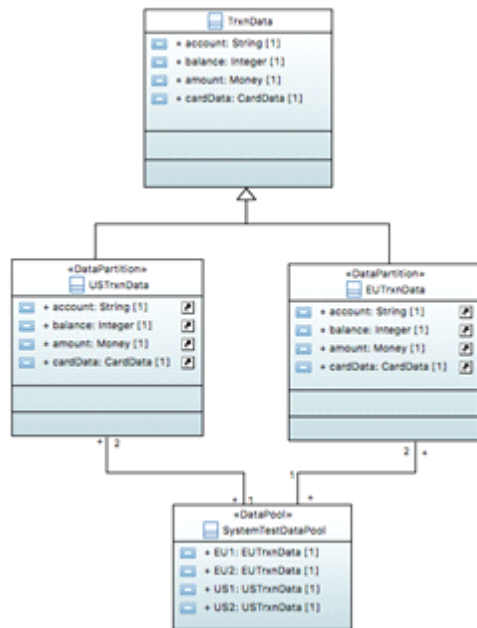 TrxnData
+ account: String [1]
+ balance: Integer [1]
+ amount: Money [1]
+ cardData: CardData [1]
«DataPartition»
USTrxnData
+ account: String [1]
+ balance: Integer [1]
+ amount: Money [1]
+ cardData: CardData [1]
«DataPartition»
EUTrxnData
+ account: String [1]
+ balance: Integer [1]
+ amount: Money [1]
+ cardData: CardData [1]
+ 2
2 +
+ 1
1 +
«DataPool»
SystemTestDataPool
+ EU1: EUTrxnData [1]
+ EU2: EUTrxnData [1]
+ US1: USTrxnData [1]
+ US2: USTrxnData [1]